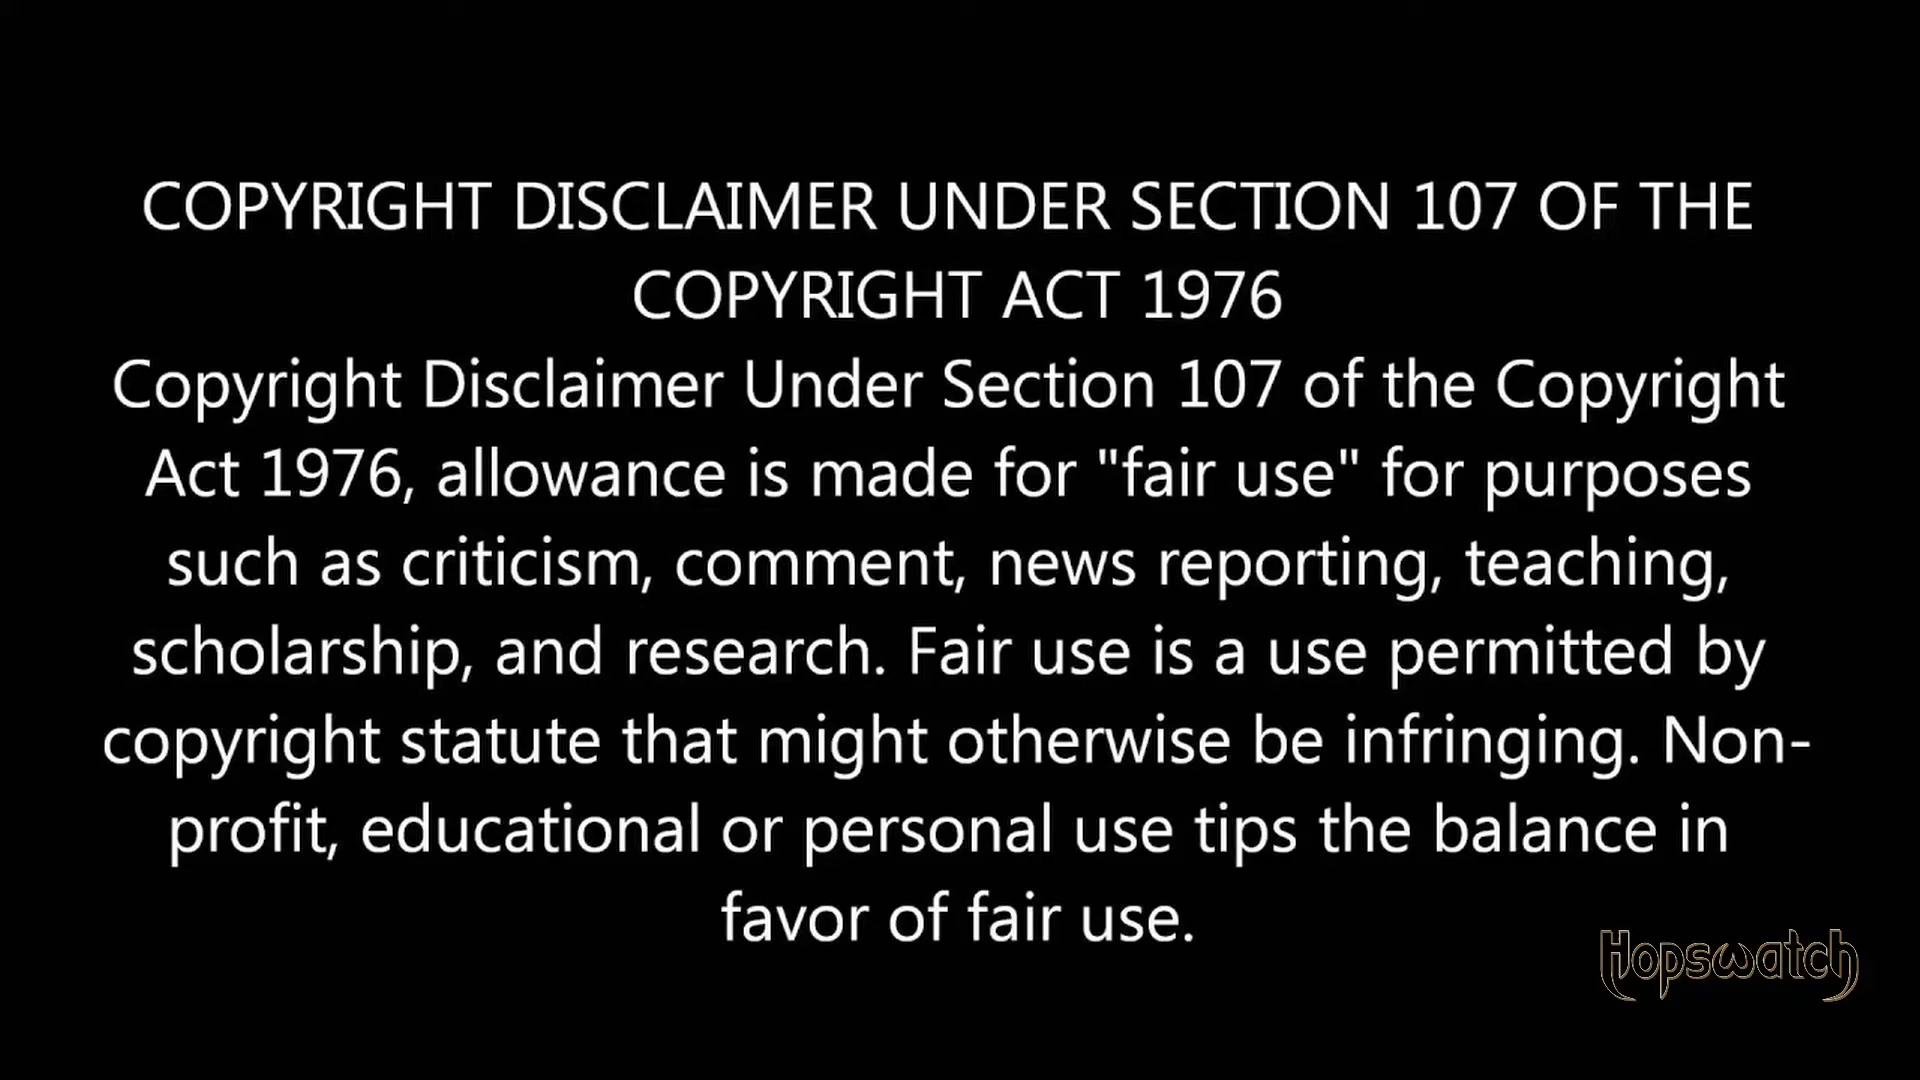 COPYRIGHT DISCLAIMER UNDER SECTION 107 OF THE
COPYRIGHT ACT 1976
Copyright Disclaimer Under Section 107 of the Copyright
Act 1976, allowance is made for "fair use" for purposes
such as criticism, comment, news reporting, teaching,
scholarship, and research. Fair use is a use permitted by
copyright statute that might otherwise be infringing. Non-
profit, educational or personal use tips the balance in
favor of fair use.
Hopswatch